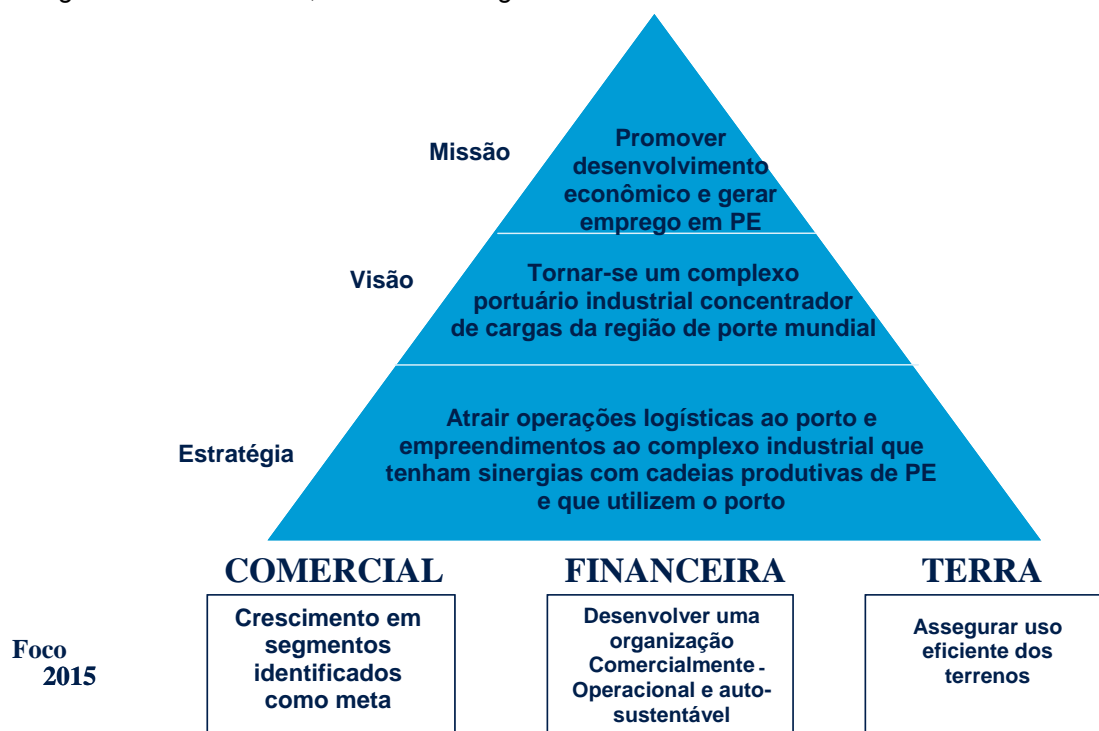 Missão
Promover
desenvolvimento
econômico e gerar
emprego em PE
Visão
Tornar-se um complexo
portuário industrial concentrador
de cargas da região de porte mundial
Estratégia
Atrair operações logísticas ao porto e
empreendimentos ao complexo industrial que
tenham sinergias com cadeias produtivas de PE
e que utilizem o porto
COMERCIAL
FINANCEIRA
TERRA
Foco
2015
Crescimento em
segmentos
identificados
como meta
Desenvolver uma
organização
Comercialmente-
Operacional e auto-
sustentável
Assegurar uso
eficiente dos
terrenos